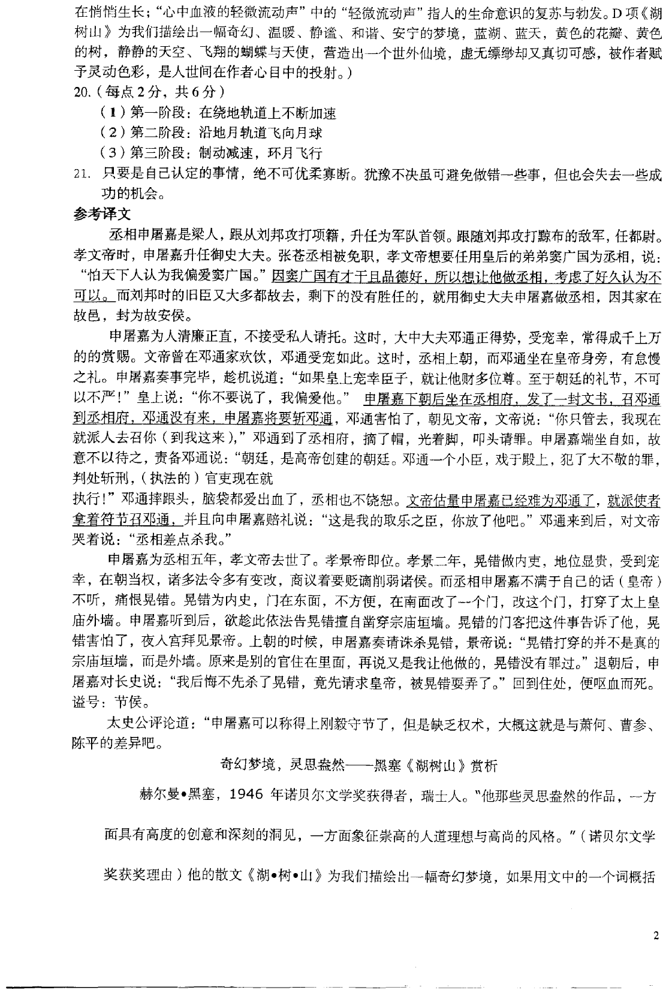 在悄悄生长；“心中血液的轻微流动声”中的“轻微流动声”指人的生命意识的复苏与勃发。D 项《湖
树山》为我们描绘出一幅奇幻、温暖、静谧、和谐、安宁的梦境，蓝湖、蓝天，黄色的花瓣、黄色
的树，静静的天空、飞翔的蝴蝶与天使，营造出一个世外仙境，虚无缥缈却又真切可感，被作者赋
予灵动色彩，是人世间在作者心目中的投射。）
20.（每点 2 分，共 6 分）
（1）第一阶段：在绕地轨道上不断加速
（2）第二阶段：沿地月轨道飞向月球
（3）第三阶段：制动减速，环月飞行
21. 只要是自己认定的事情，绝不可优柔寡断。犹豫不决虽可避免做错一些事，但也会失去一些成
功的机会。
参考译文
丞相申屠嘉是梁人，跟从刘邦攻打项籍，升任为军队首领。跟随刘邦攻打黥布的敌军，任都尉。
孝文帝时，申屠嘉升任御史大夫。张苍丞相被免职，孝文帝想要任用皇后的弟弟窦广国为丞相，说：
“怕天下人认为我偏爱窦广国。”因窦广国有才干且品德好，所以想让他做丞相，考虑了好久认为不
可以。而刘邦时的旧臣又大多都故去，剩下的没有胜任的，就用御史大夫申屠嘉做丞相，因其家在
故邑，封为故安侯。
申屠嘉为人清廉正直，不接受私人请托。这时，大中大夫邓通正得势，受宠幸，常得成千上万
的的赏赐。文帝曾在邓通家欢饮，邓通受宠如此。这时，丞相上朝，而邓通坐在皇帝身旁，有怠慢
之礼。申屠嘉奏事完毕，趁机说道：“如果皇上宠幸臣子，就让他财多位尊。至于朝廷的礼节，不可
以不严！”皇上说：“你不要说了，我偏爱他。” 申屠嘉下朝后坐在丞相府，发了一封文书，召邓通
到丞相府，邓通没有来，申屠嘉将要斩邓通，邓通害怕了，朝见文帝，文帝说：“你只管去，我现在
就派人去召你（到我这来），”邓通到了丞相府，摘了帽，光着脚，叩头请罪。申屠嘉端坐自如，故
意不以待之，责备邓通说：“朝廷，是高帝创建的朝廷。邓通一个小臣，戏于殿上，犯了大不敬的罪，
判处斩刑，（执法的）官吏现在就
执行！”邓通摔跟头，脑袋都爱出血了，丞相也不饶恕。文帝估量申屠嘉已经难为邓通了，就派使者
拿着符节召邓通，并且向申屠嘉赔礼说：“这是我的取乐之臣，你放了他吧。”邓通来到后，对文帝
哭着说：“丞相差点杀我。”
申屠嘉为丞相五年，孝文帝去世了。孝景帝即位。孝景二年，晃错做内吏，地位显贵，受到宠
幸，在朝当权，诸多法令多有变改，商议着要贬谪削弱诸侯。而丞相申屠嘉不满于自己的话（皇帝）
不听，痛恨晃错。晃错为内史，门在东面，不方便，在南面改了一个门，改这个门，打穿了太上皇
庙外墙。申屠嘉听到后，欲趁此依法告晃错擅自凿穿宗庙垣墙。晃错的门客把这件事告诉了他，晃
错害怕了，夜入宫拜见景帝。上朝的时候，申屠嘉奏请诛杀晃错，景帝说：“晃错打穿的并不是真的
宗庙垣墙，而是外墙。原来是别的官住在里面，再说又是我让他做的，晃错没有罪过。”退朝后，申
屠嘉对长史说：“我后悔不先杀了晃错，竟先请求皇帝，被晃错耍弄了。”回到住处，便呕血而死。
谥号：节侯。
太史公评论道：“申屠嘉可以称得上刚毅守节了，但是缺乏权术，大概这就是与萧何、曹参、
陈平的差异吧。
奇幻梦境，灵思盎然——黑塞《湖树山》赏析
赫尔曼•黑塞，1946 年诺贝尔文学奖获得者，瑞士人。“他那些灵思盎然的作品，一方
面具有高度的创意和深刻的洞见，一方面象征崇高的人道理想与高尚的风格。”（诺贝尔文学
奖获奖理由）他的散文《湖•树•山》为我们描绘出一幅奇幻梦境，如果用文中的一个词概括
2